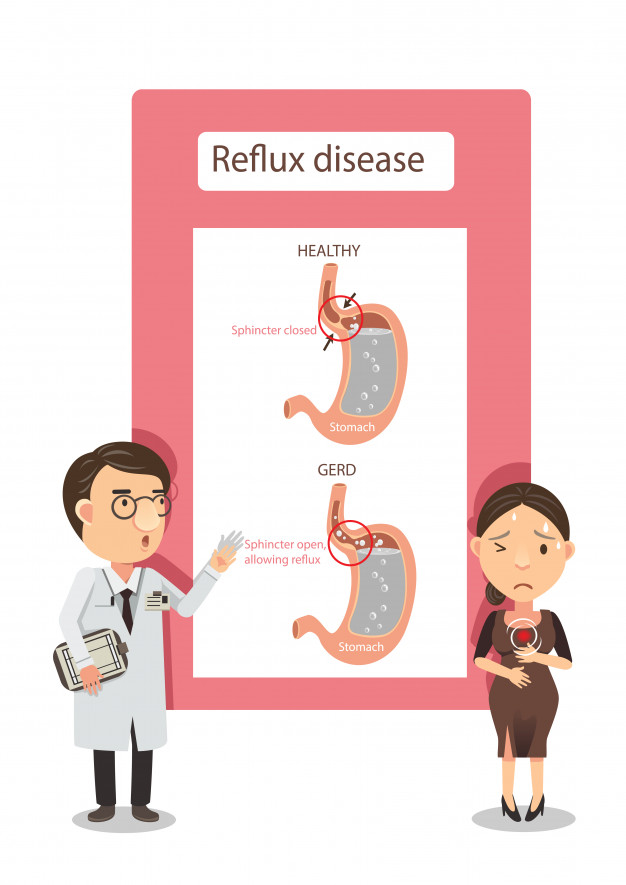 Reflux disease
HEALTHY
Sphincter closed
Stomach
GERD
Sphincter open,
allowing reflux
Stomach